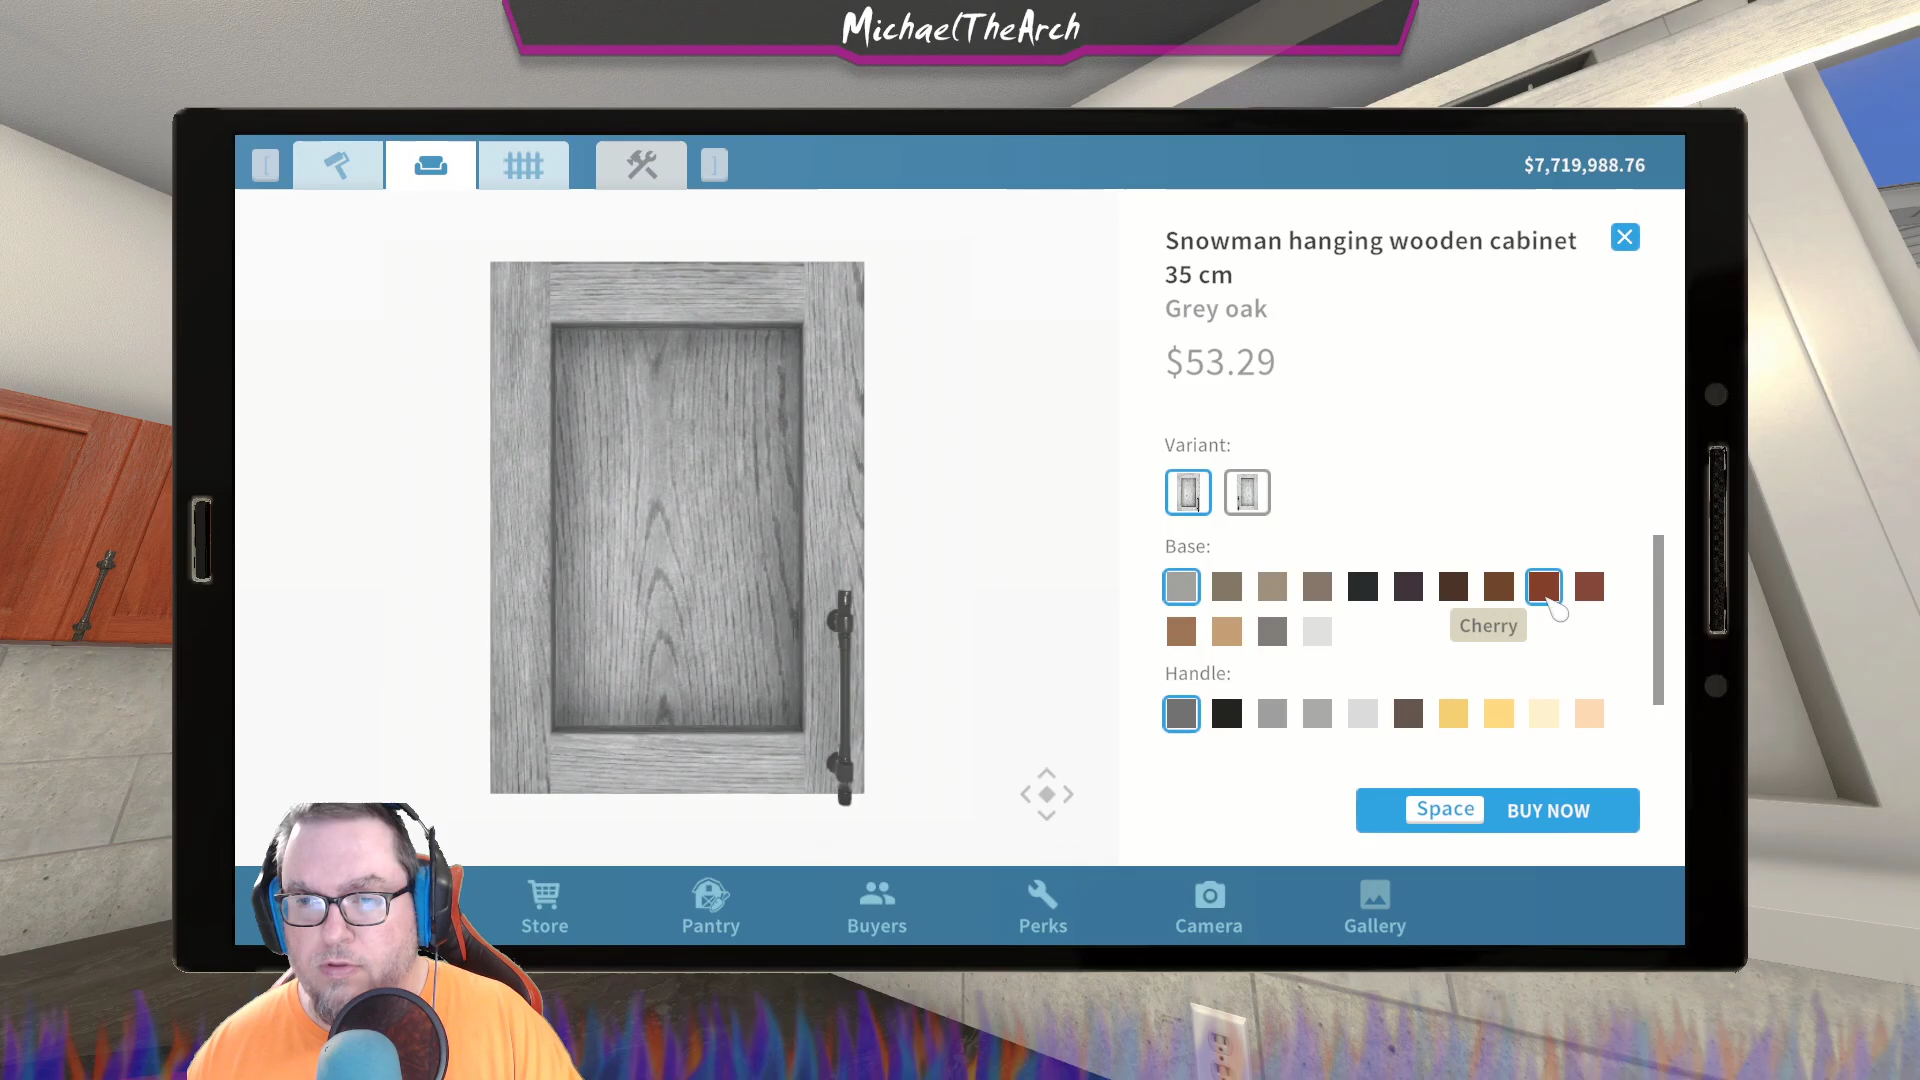 MichaelTheArch
[
]
$7,719,988.76
Snowman hanging wooden cabinet
35 cm
Grey oak
$53.29
Variant:
Base:
Cherry
Handle:
Space BUY NOW
Store
Pantry
Buyers
Perks
Camera
Gallery